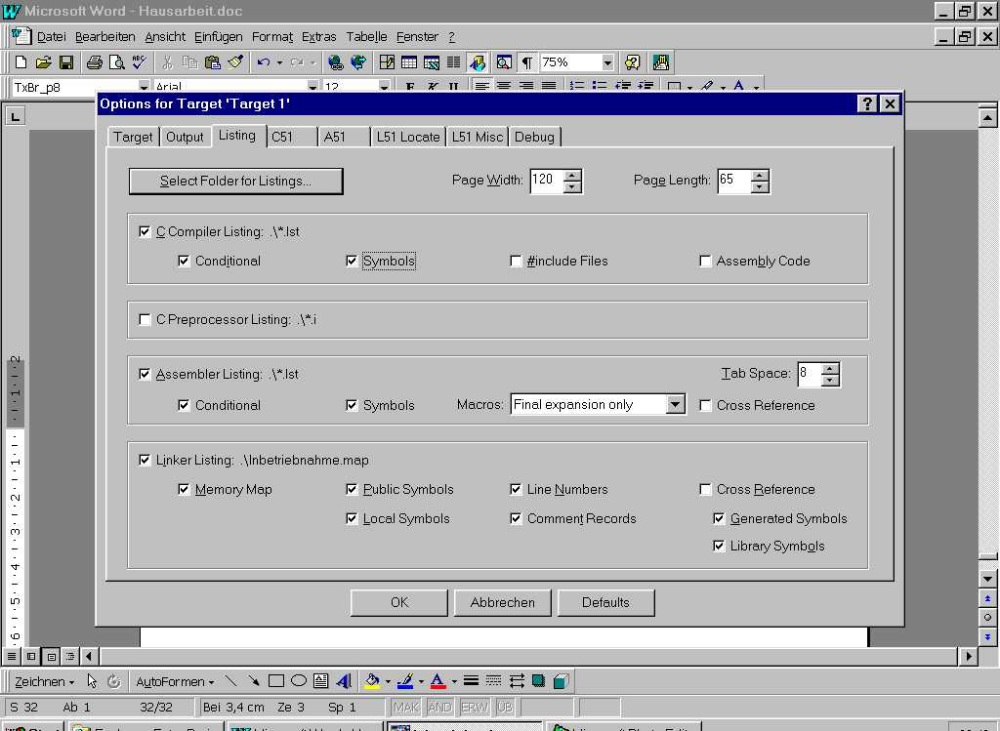 Microsoft Word - Hausarbeit.doc
Datei Bearbeiten Ansicht Einfügen Format Extras Tabelle Fenster ?
75%
TxBr_p8 Arial 12 F K U
Options for Target 'Target 1'
Target Output Listing C51 A51 L51 Locate L51 Misc Debug
Select Folder for Listings... Page Width: 120 Page Length: 65
C Compiler Listing: .\*.lst
Conditional Symbols #include Files Assembly Code
C Preprocessor Listing: .\*.i
Assembler Listing: .\*.lst Tab Space: 8
Conditional Symbols Macros: Final expansion only Cross Reference
Linker Listing: .\Inbetriebnahme.map
Memory Map Public Symbols Line Numbers Cross Reference
Local Symbols Comment Records Generated Symbols
Library Symbols
OK Abbrechen Defaults
Zeichnen AutoFormen
S 32 Ab 1 32/32 Bei 3,4 cm Ze 3 Sp 1 MAK ÄND ERW ÜB